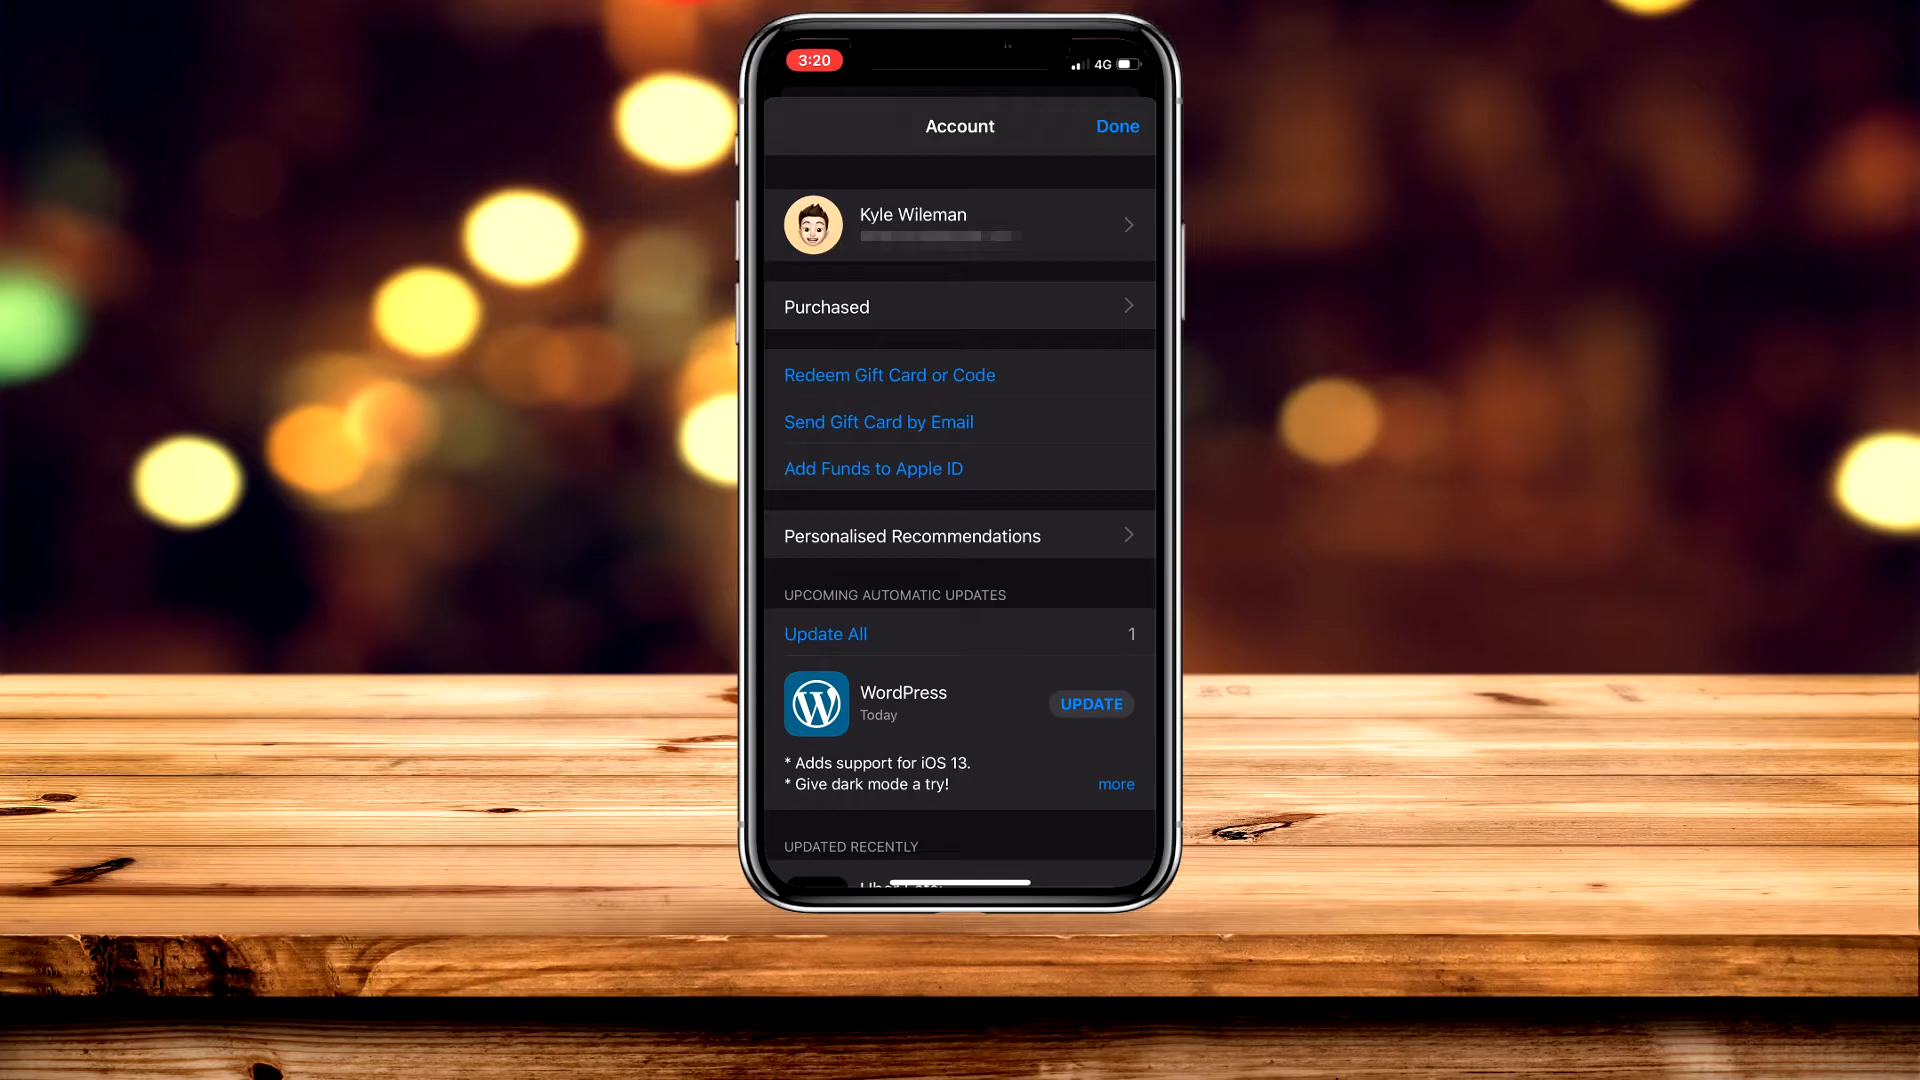 3:20
4G
Account
Done
Kyle Wileman
Purchased
Redeem Gift Card or Code
Send Gift Card by Email
Add Funds to Apple ID
Personalised Recommendations
UPCOMING AUTOMATIC UPDATES
Update All
1
WordPress
Today
UPDATE
* Adds support for iOS 13.
* Give dark mode a try!
more
UPDATED RECENTLY